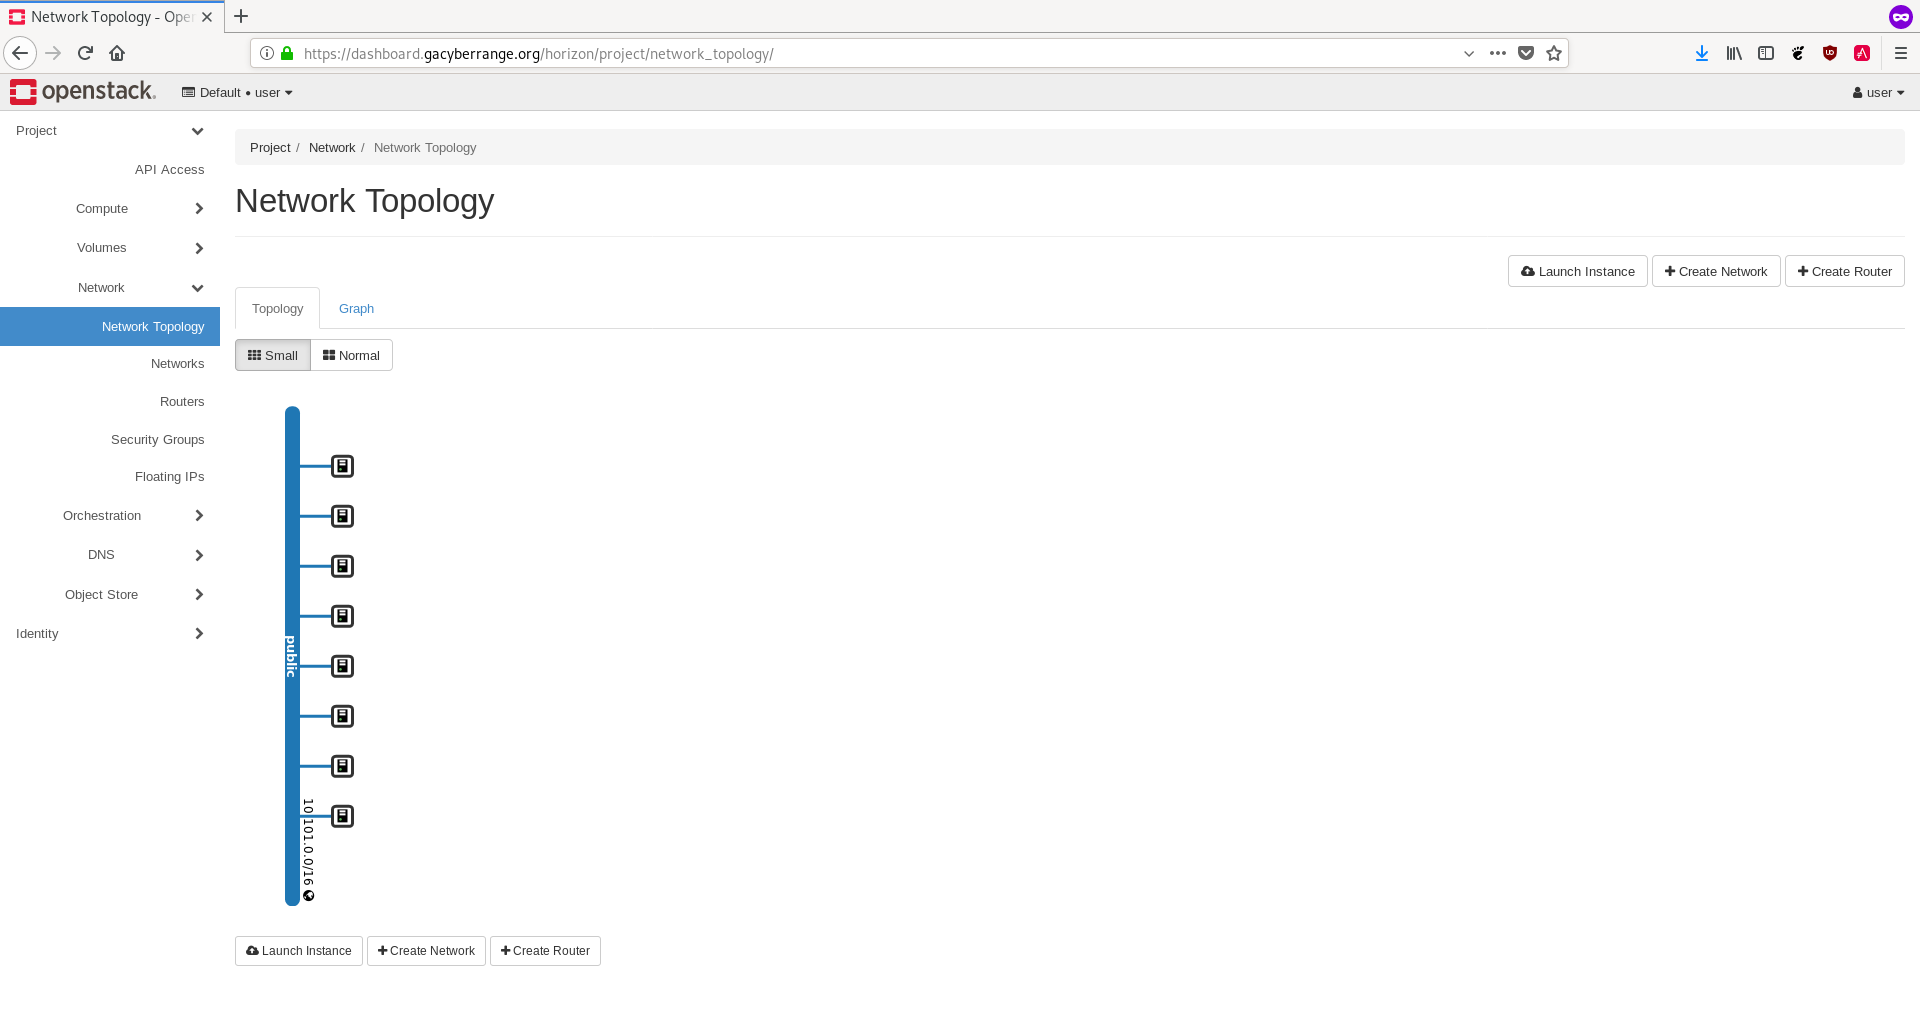 Network Topology - Ope
https://dashboard.gacyberrange.org/horizon/project/network_topology/
openstack. Default • user user
Project
API Access
Compute
Volumes
Network
Network Topology
Networks
Routers
Security Groups
Floating IPs
Orchestration
DNS
Object Store
Identity
Project / Network / Network Topology
Network Topology
Launch Instance Create Network Create Router
Topology Graph
Small Normal
public
10.101.0.0/16
Launch Instance Create Network Create Router